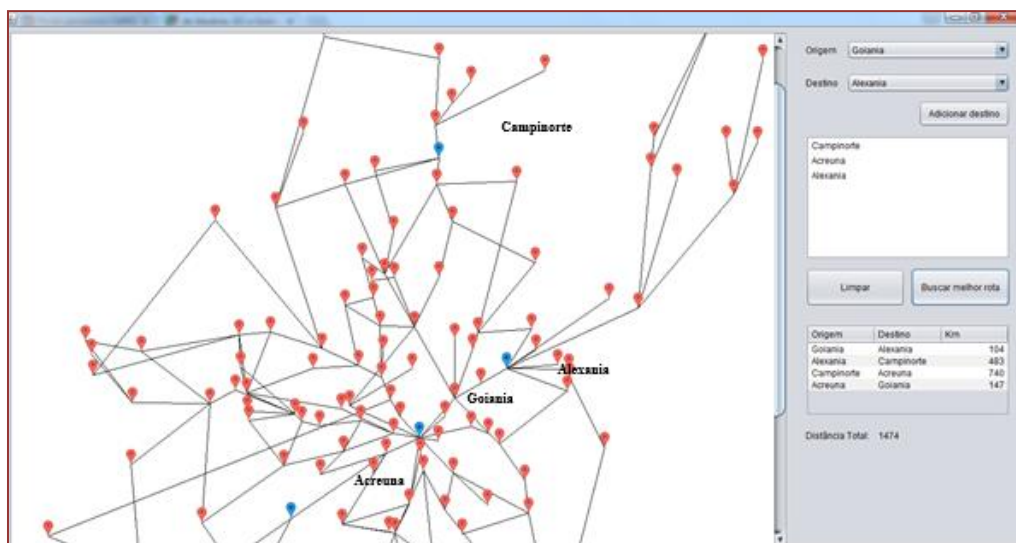 Campinorte
Alexania
Goiania
Acreuna
Origem Goiania
Destino Alexania
Adicionar destino
Campinorte
Acreuna
Alexania
Limpar Buscar melhor rota
Origem Destino Km
Goiania Alexania 104
Alexania Campinorte 483
Campinorte Acreuna 740
Acreuna Goiania 147
Distância Total: 1474